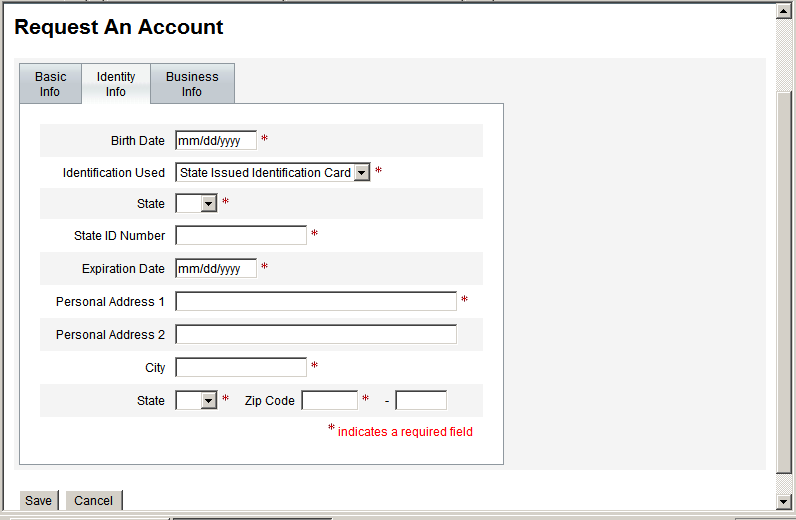 Request An Account
Basic Info
Identity Info
Business Info
Birth Date mm/dd/yyyy *
Identification Used State Issued Identification Card *
State *
State ID Number *
Expiration Date mm/dd/yyyy *
Personal Address 1 *
Personal Address 2
City *
State * Zip Code * -
* indicates a required field
Save Cancel